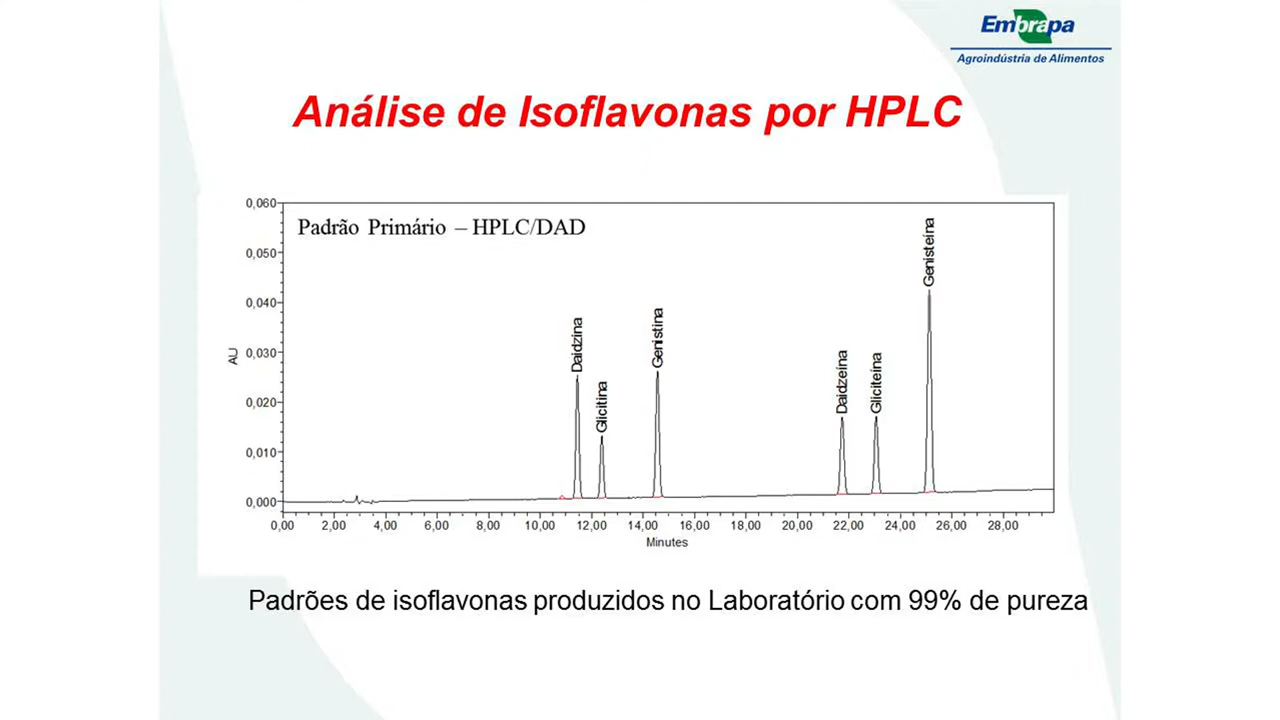 Embrapa
Agroindústria de Alimentos
Análise de Isoflavonas por HPLC
Padrão Primário – HPLC/DAD
0,060
0,050
0,040
0,030
0,020
0,010
0,000
AU
Daidzina
Glicitina
Genistina
Daidzeína
Gliciteína
Genisteína
0,00 2,00 4,00 6,00 8,00 10,00 12,00 14,00 16,00 18,00 20,00 22,00 24,00 26,00 28,00
Minutes
Padrões de isoflavonas produzidos no Laboratório com 99% de pureza